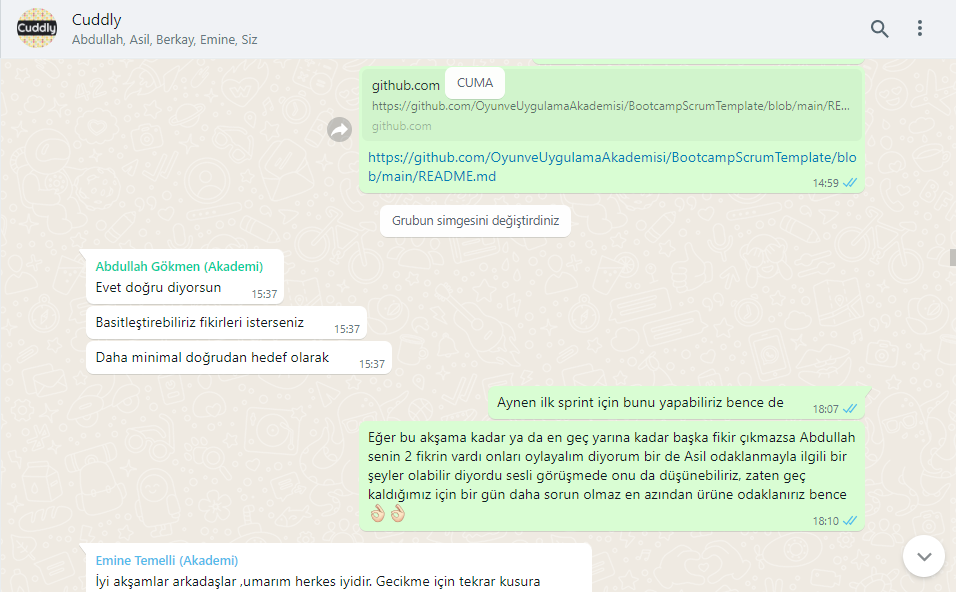 Cuddly
Cuddly
Abdullah, Asil, Berkay, Emine, Siz
github.com
CUMA
https://github.com/OyunveUygulamaAkademisi/BootcampScrumTemplate/blob/main/RE...
github.com
https://github.com/OyunveUygulamaAkademisi/BootcampScrumTemplate/blo
b/main/README.md
14:59
Grubun simgesini değiştirdiniz
Abdullah Gökmen (Akademi)
Evet doğru diyorsun
15:37
Basitleştirebiliriz fikirleri isterseniz
15:37
Daha minimal doğrudan hedef olarak
15:37
Aynen ilk sprint için bunu yapabiliriz bence de
18:07
Eğer bu akşama kadar ya da en geç yarına kadar başka fikir çıkmazsa Abdullah
senin 2 fikrin vardı onları oylayalım diyorum bir de Asil odaklanmayla ilgili bir
şeyler olabilir diyordu sesli görüşmede onu da düşünebiliriz, zaten geç
kaldığımız için bir gün daha sorun olmaz en azından ürüne odaklanırız bence
👌🏻👌🏻
18:10
Emine Temelli (Akademi)
İyi akşamlar arkadaşlar ,umarım herkes iyidir. Gecikme için tekrar kusura